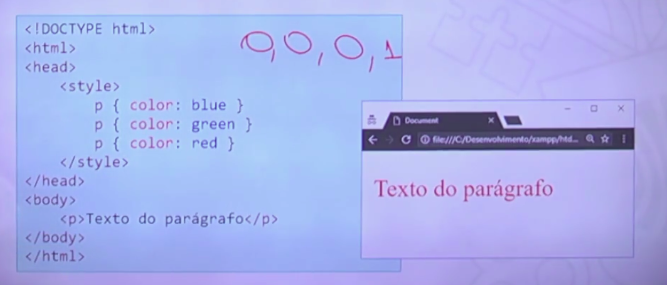 <!DOCTYPE html>
<html>
<head>
<style>
p { color: blue }
p { color: green }
p { color: red }
</style>
</head>
<body>
<p>Texto do parágrafo</p>
</body>
</html>
0,0,0,1
Document
file:///C:/Desenvolvimento/xampp/htd...
Texto do parágrafo